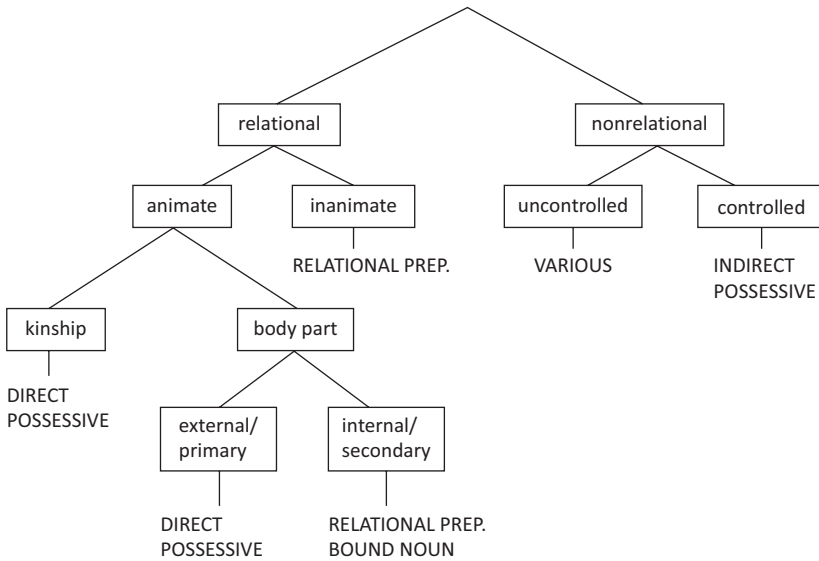 relational
nonrelational
animate
inanimate
uncontrolled
controlled
RELATIONAL PREP.
VARIOUS
INDIRECT
POSSESSIVE
kinship
body part
DIRECT
POSSESSIVE
external/
primary
internal/
secondary
DIRECT
POSSESSIVE
RELATIONAL PREP.
BOUND NOUN